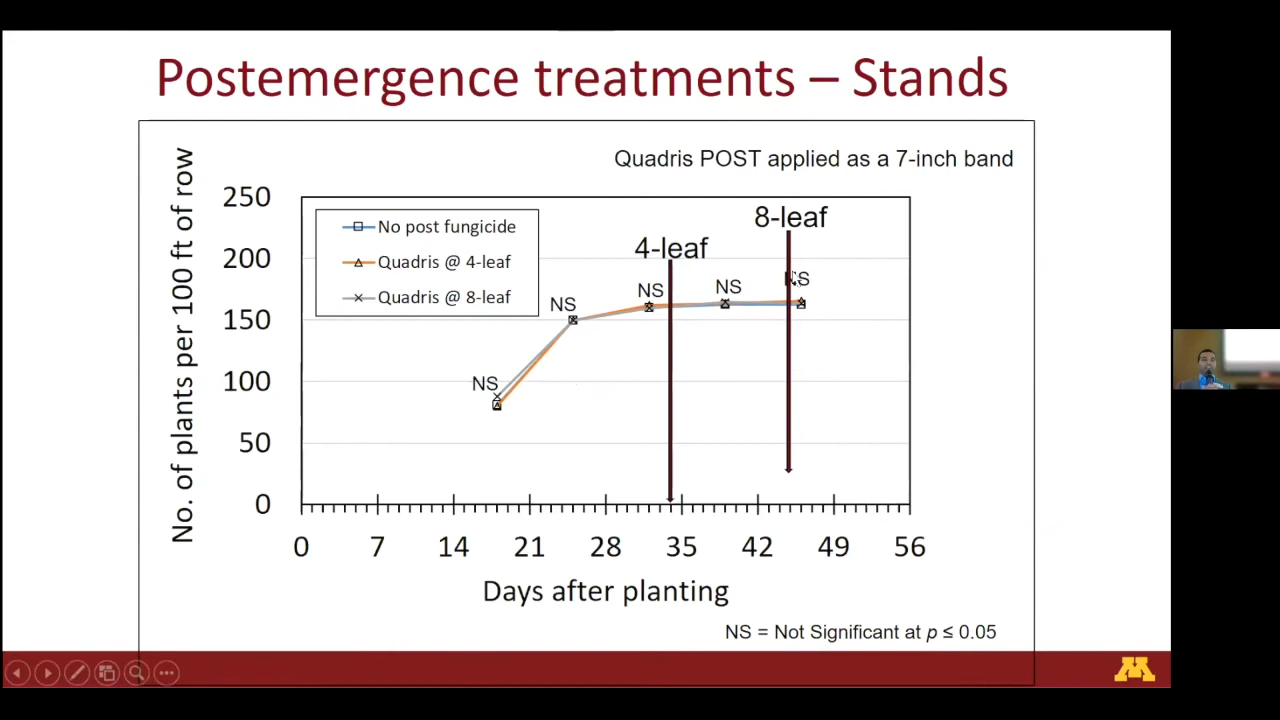 Postemergence treatments – Stands
Quadris POST applied as a 7-inch band
No. of plants per 100 ft of row
250
200
150
100
50
0
No post fungicide
Quadris @ 4-leaf
Quadris @ 8-leaf
4-leaf
8-leaf
NS
NS
NS
NS
NS
0 7 14 21 28 35 42 49 56
Days after planting
NS = Not Significant at p ≤ 0.05
M